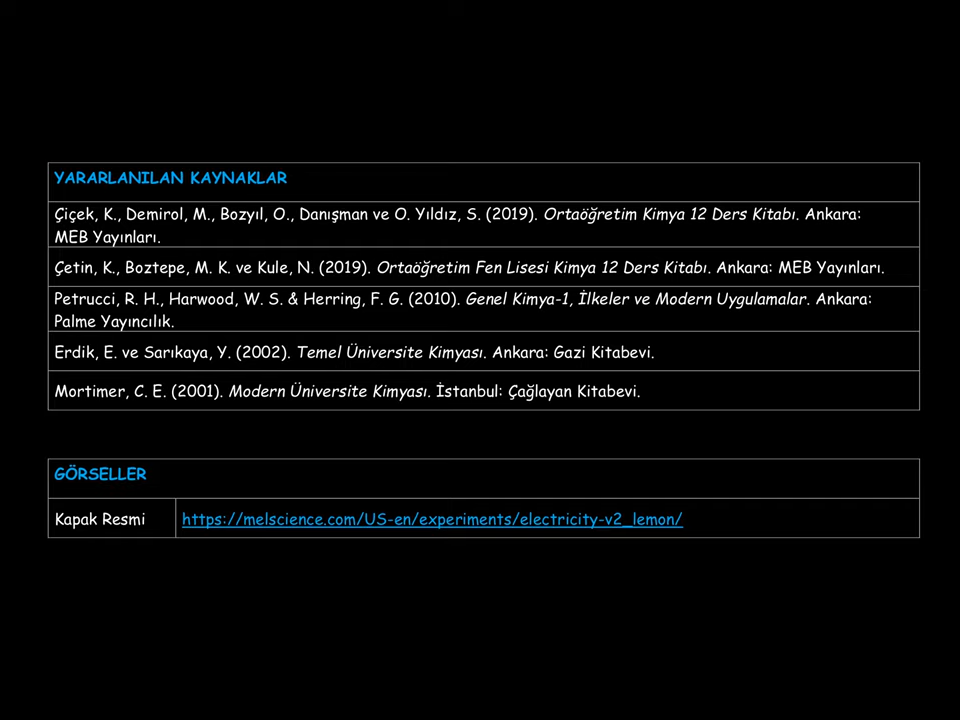 YARARLANILAN KAYNAKLAR
Çiçek, K., Demirol, M., Bozyıl, O., Danışman ve O. Yıldız, S. (2019). Ortaöğretim Kimya 12 Ders Kitabı. Ankara:
MEB Yayınları.
Çetin, K., Boztepe, M. K. ve Kule, N. (2019). Ortaöğretim Fen Lisesi Kimya 12 Ders Kitabı. Ankara: MEB Yayınları.
Petrucci, R. H., Harwood, W. S. & Herring, F. G. (2010). Genel Kimya-1, İlkeler ve Modern Uygulamalar. Ankara:
Palme Yayıncılık.
Erdik, E. ve Sarıkaya, Y. (2002). Temel Üniversite Kimyası. Ankara: Gazi Kitabevi.
Mortimer, C. E. (2001). Modern Üniversite Kimyası. İstanbul: Çağlayan Kitabevi.
GÖRSELLER
Kapak Resmi https://melscience.com/US-en/experiments/electricity-v2_lemon/